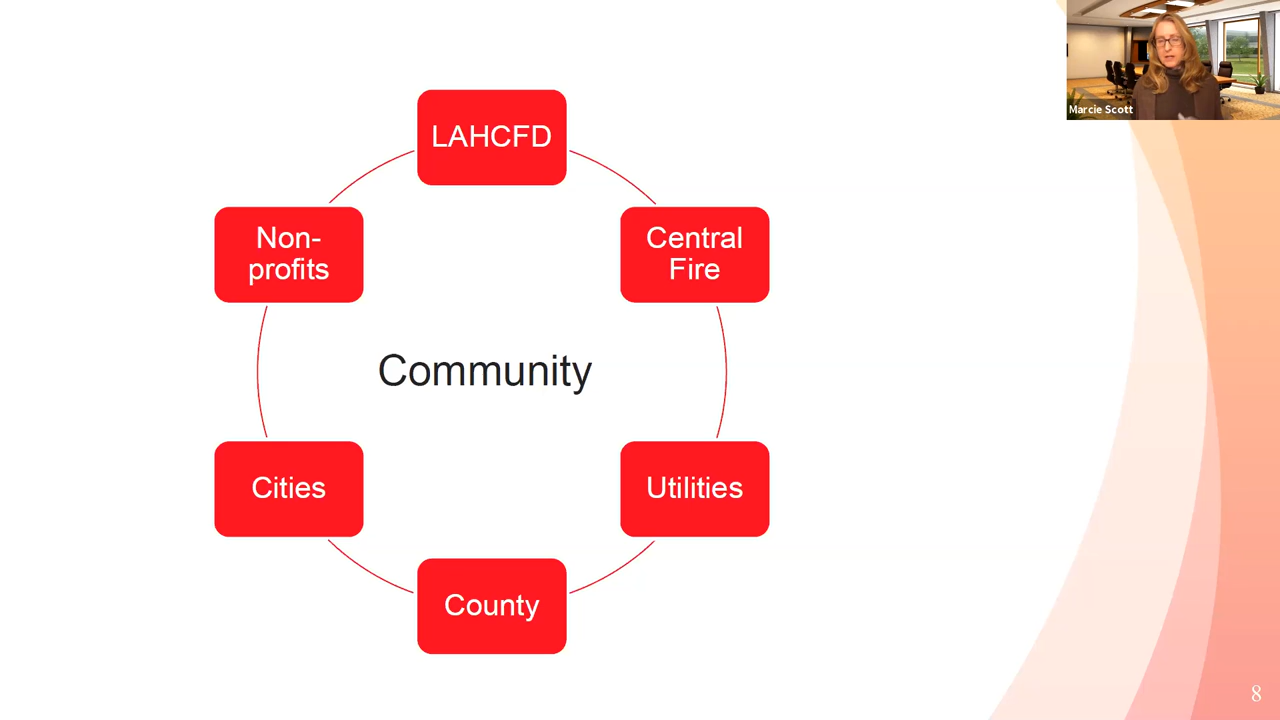 Marcie Scott
LAHCFD
Non-
profits
Central
Fire
Community
Cities
Utilities
County
8